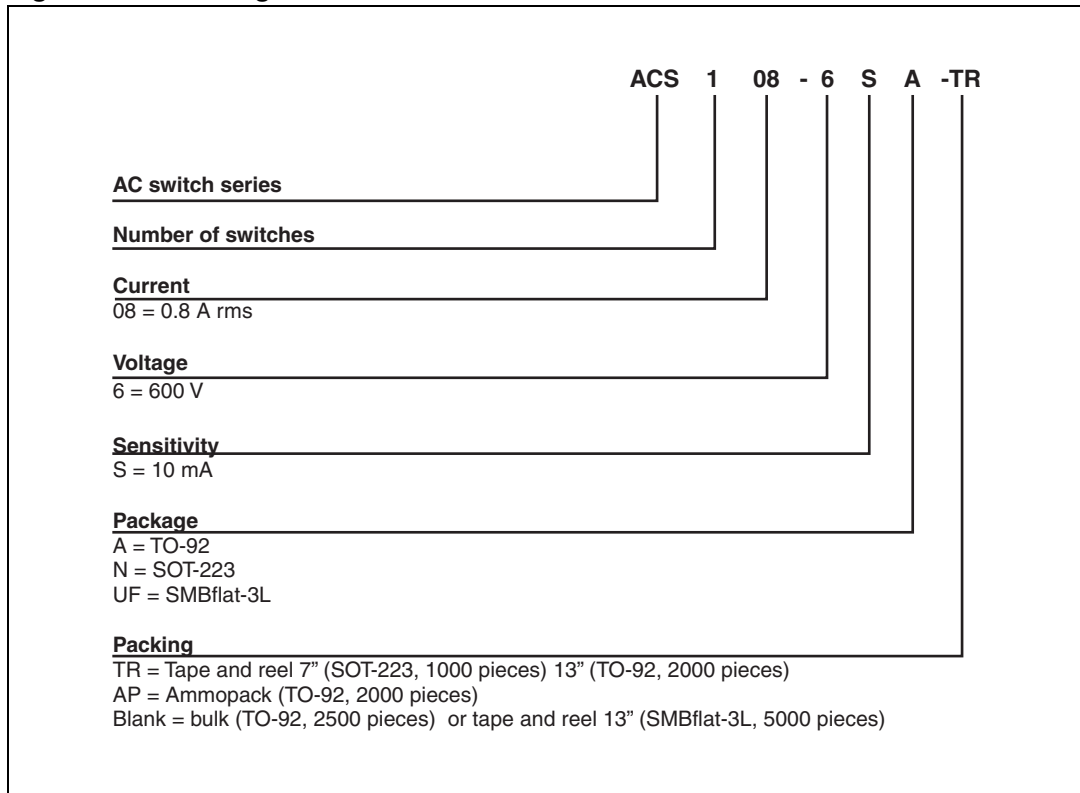 ACS 1 08 - 6 S A -TR
AC switch series
Number of switches
Current
08 = 0.8 A rms
Voltage
6 = 600 V
Sensitivity
S = 10 mA
Package
A = TO-92
N = SOT-223
UF = SMBflat-3L
Packing
TR = Tape and reel 7” (SOT-223, 1000 pieces) 13” (TO-92, 2000 pieces)
AP = Ammopack (TO-92, 2000 pieces)
Blank = bulk (TO-92, 2500 pieces) or tape and reel 13” (SMBflat-3L, 5000 pieces)